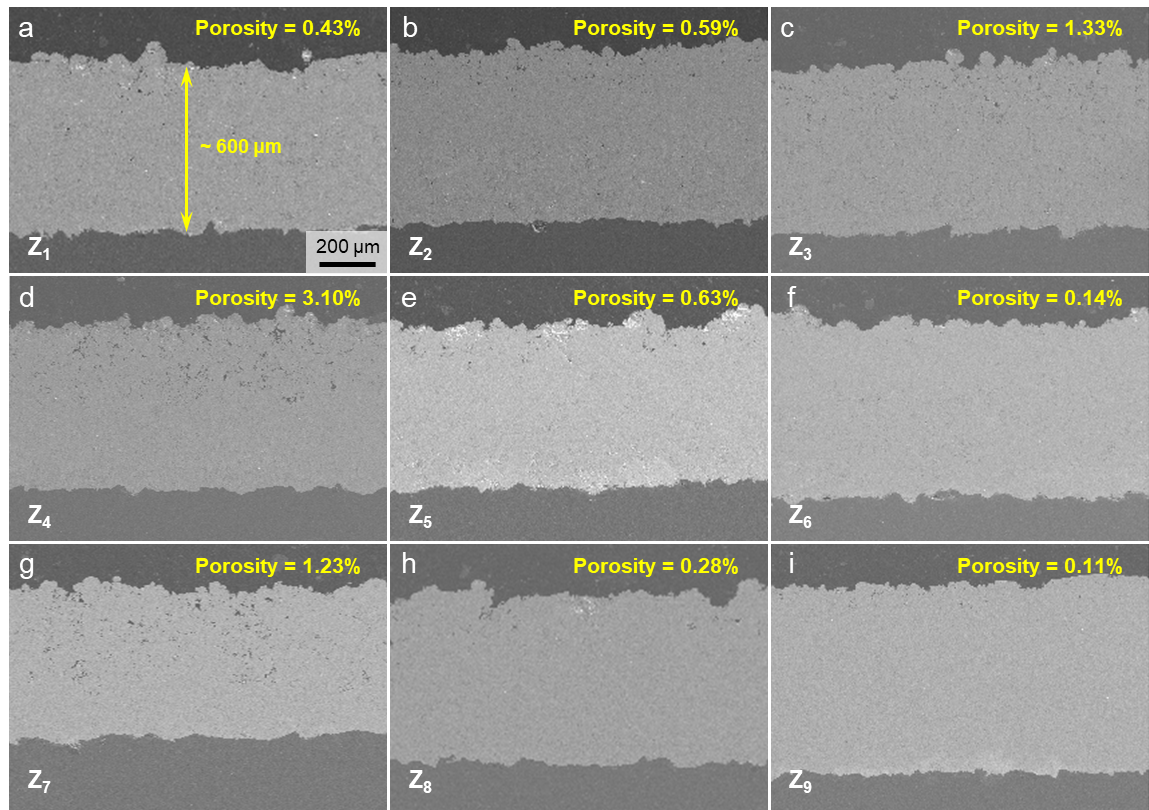 a
Porosity = 0.43%
~ 600 µm
Z₁
200 µm
b
Porosity = 0.59%
Z₂
c
Porosity = 1.33%
Z₃
d
Porosity = 3.10%
Z₄
e
Porosity = 0.63%
Z₅
f
Porosity = 0.14%
Z₆
g
Porosity = 1.23%
Z₇
h
Porosity = 0.28%
Z₈
i
Porosity = 0.11%
Z₉